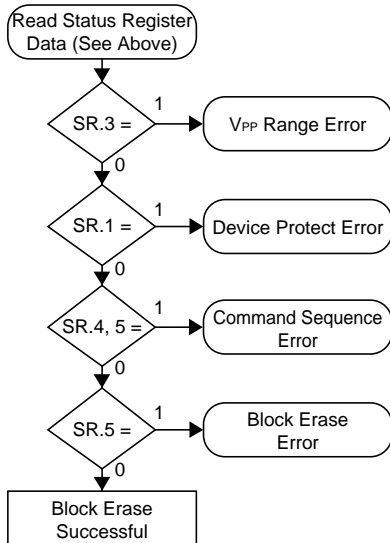 Read Status Register
Data (See Above)
SR.3 =
1
VPP Range Error
0
SR.1 =
1
Device Protect Error
0
SR.4, 5 =
1
Command Sequence
Error
0
SR.5 =
1
Block Erase
Error
0
Block Erase
Successful